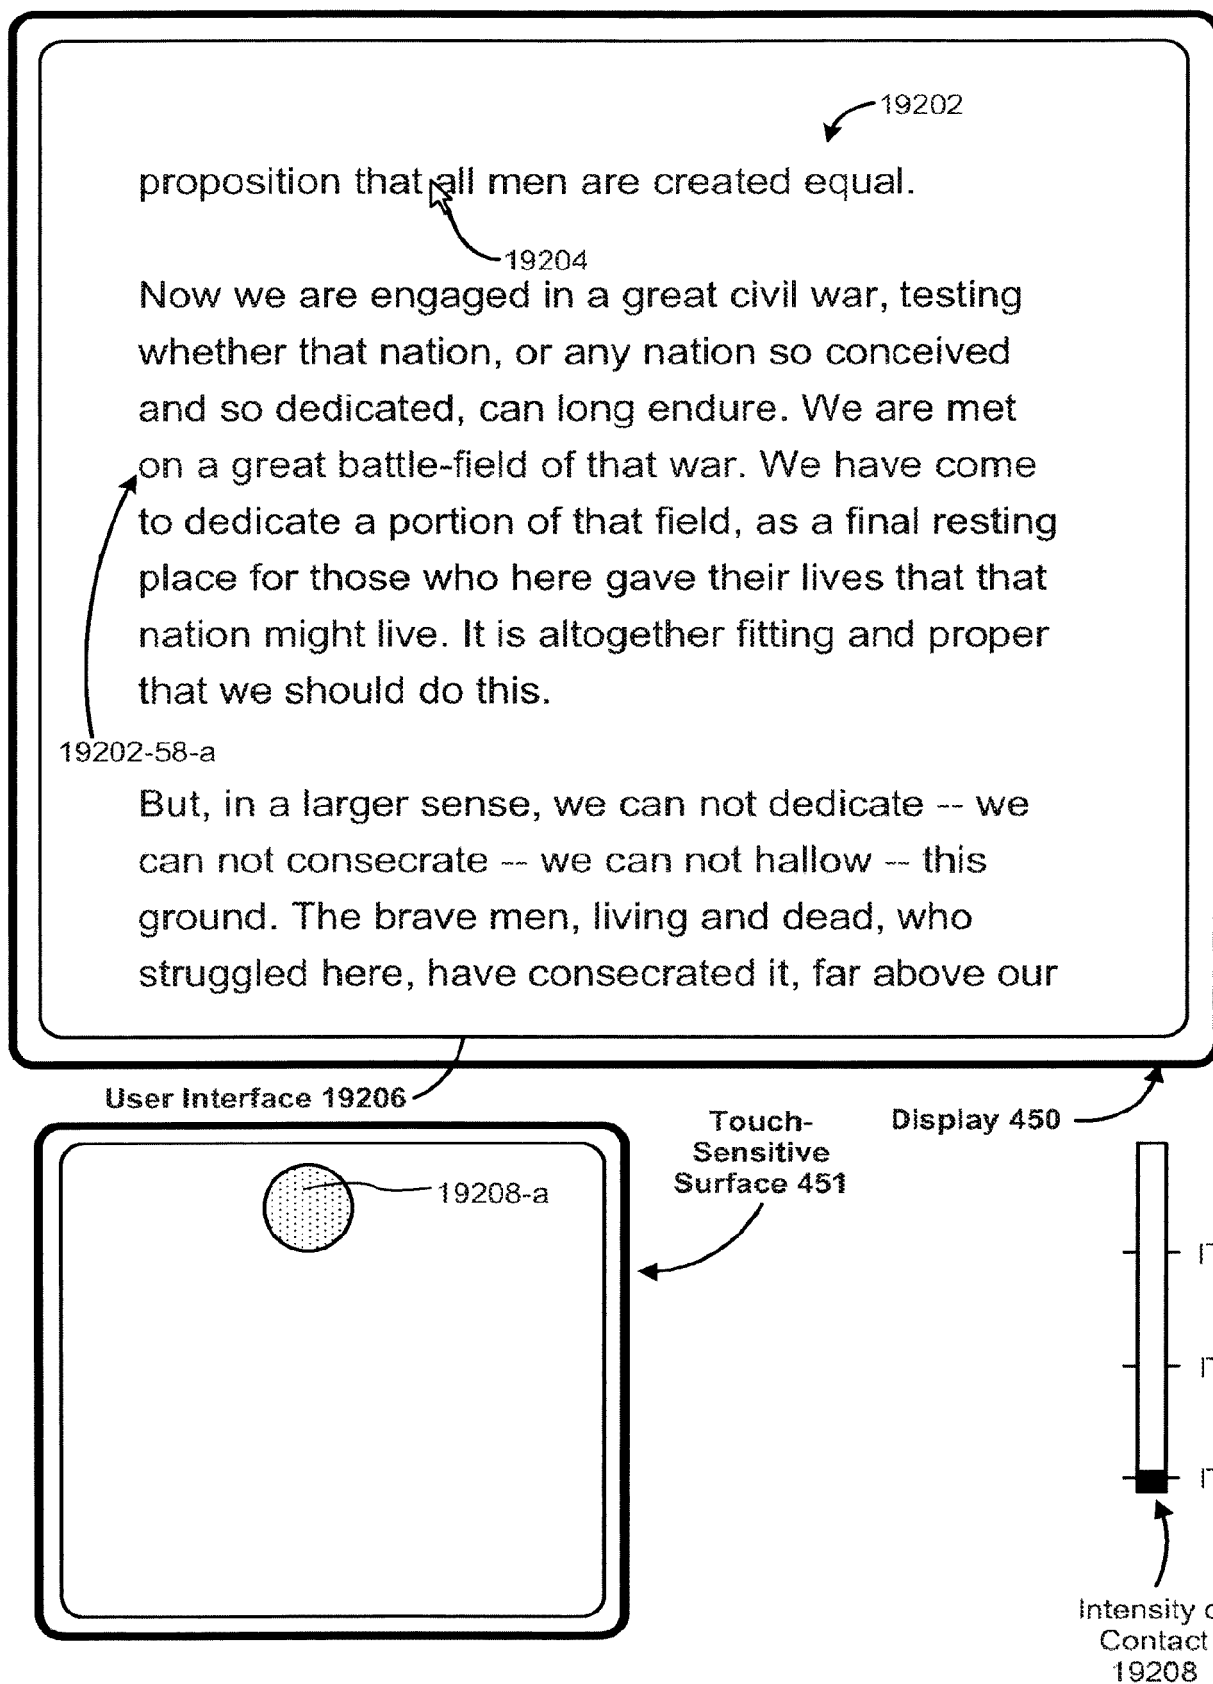 19202
proposition that all men are created equal.
19204
Now we are engaged in a great civil war, testing
whether that nation, or any nation so conceived
and so dedicated, can long endure. We are met
on a great battle-field of that war. We have come
to dedicate a portion of that field, as a final resting
place for those who here gave their lives that that
nation might live. It is altogether fitting and proper
that we should do this.
19202-58-a
But, in a larger sense, we can not dedicate -- we
can not consecrate -- we can not hallow -- this
ground. The brave men, living and dead, who
struggled here, have consecrated it, far above our
User Interface 19206
Display 450
Touch-
Sensitive
Surface 451
19208-a
Intensity
Contact
19208